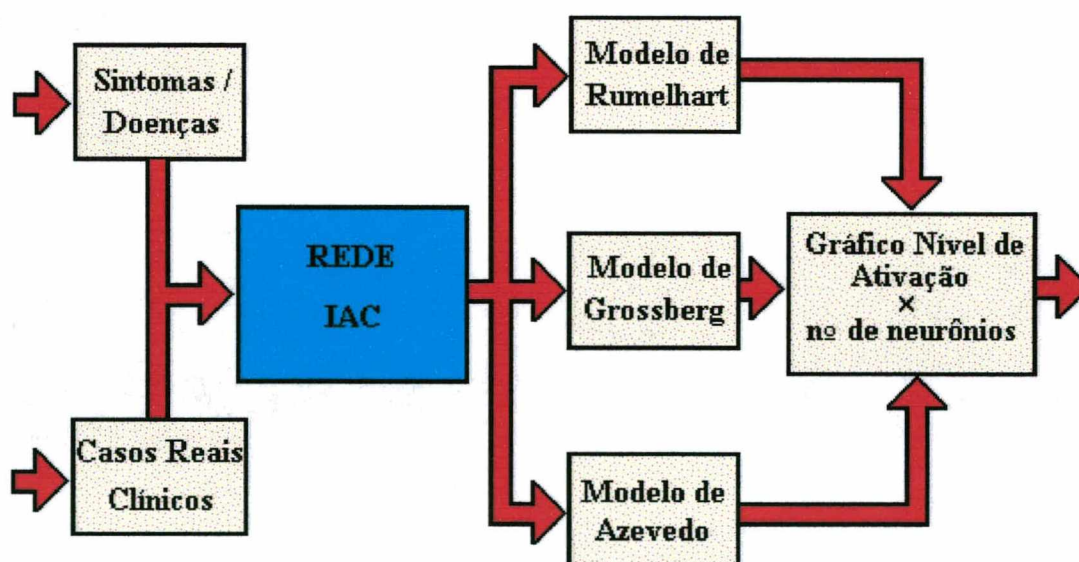 Sintomas /
Doenças
Casos Reais
Clínicos
REDE
IAC
Modelo de
Rumelhart
Modelo de
Grossberg
Modelo de
Azevedo
Gráfico Nível de
Ativação
×
nº de neurônios